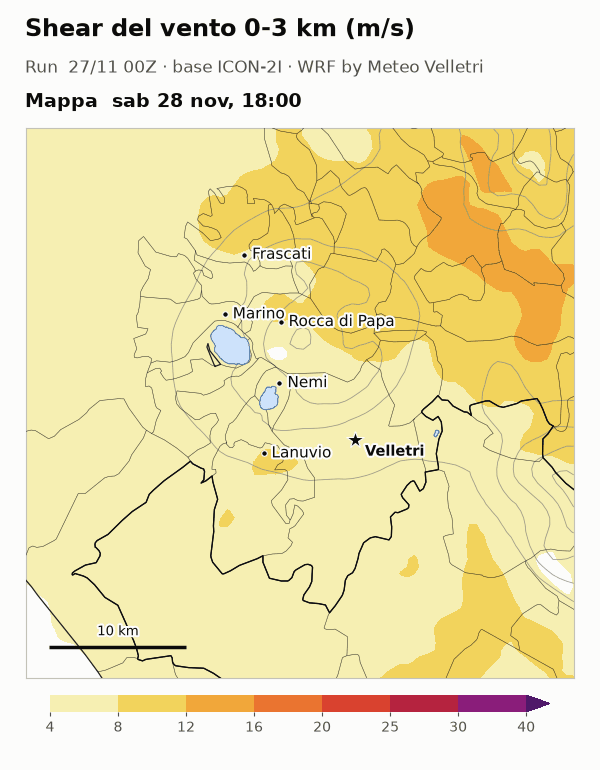 Shear del vento 0-3 km (m/s)
Run  27/11 00Z · base ICON-2I · WRF by Meteo Velletri
Mappa  sab 28 nov, 18:00
Frascati
Marino
Rocca di Papa
Nemi
Velletri
Lanuvio
10 km
4 8 12 16 20 25 30 40